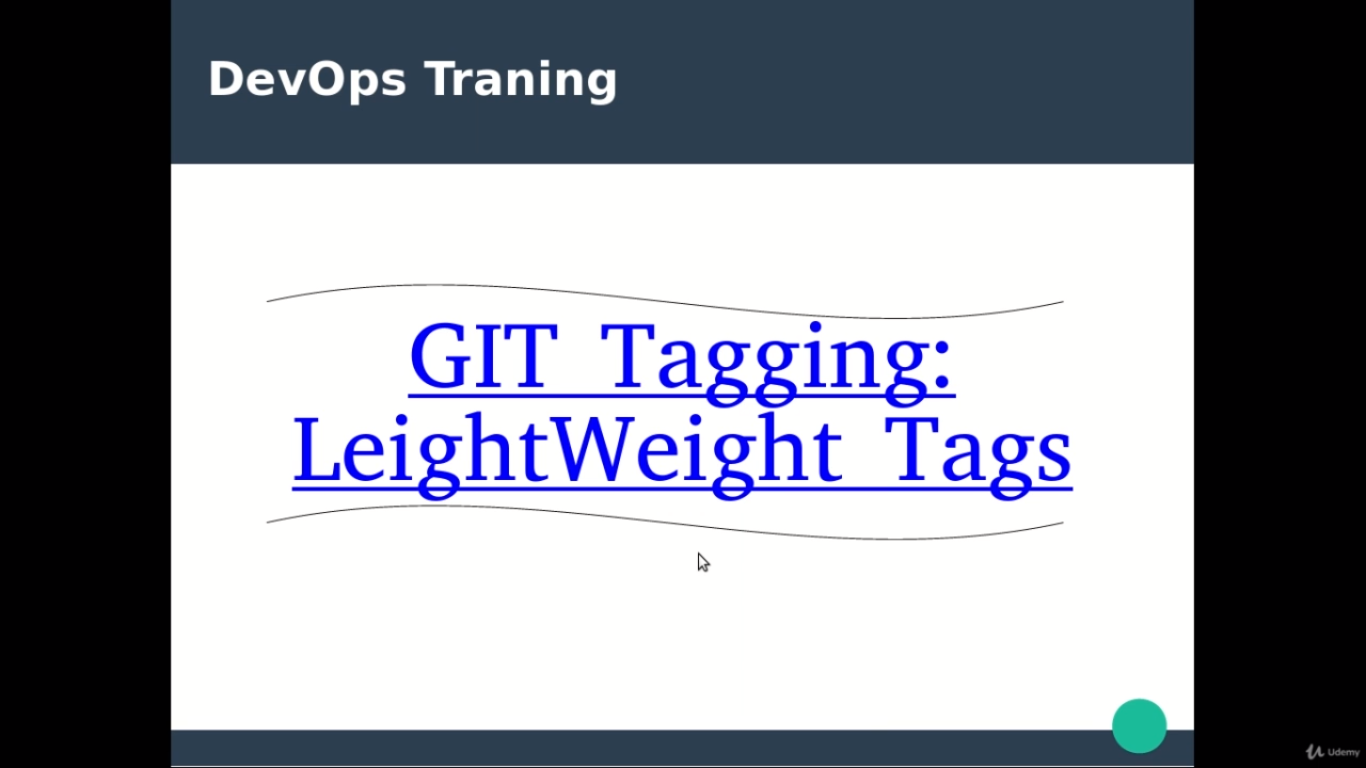 DevOps Traning
GIT Tagging:
LeightWeight Tags
Udemy